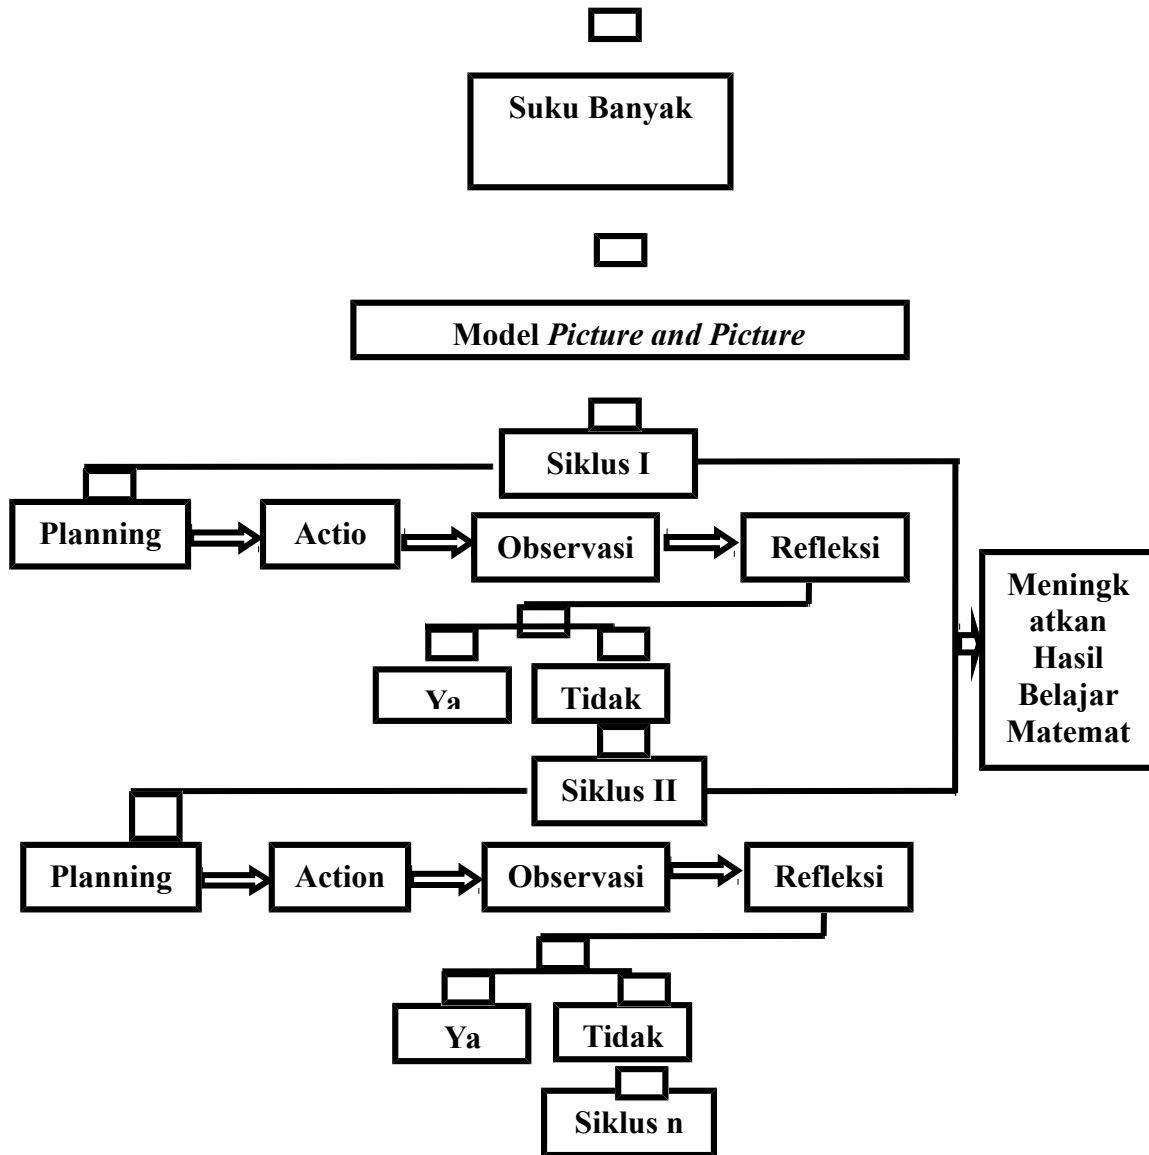 Suku Banyak
Model Picture and Picture
Siklus I
Planning
Actio
Observasi
Refleksi
Meningk
atkan
Hasil
Belajar
Matemat
Ya
Tidak
Siklus II
Planning
Action
Observasi
Refleksi
Ya
Tidak
Siklus n